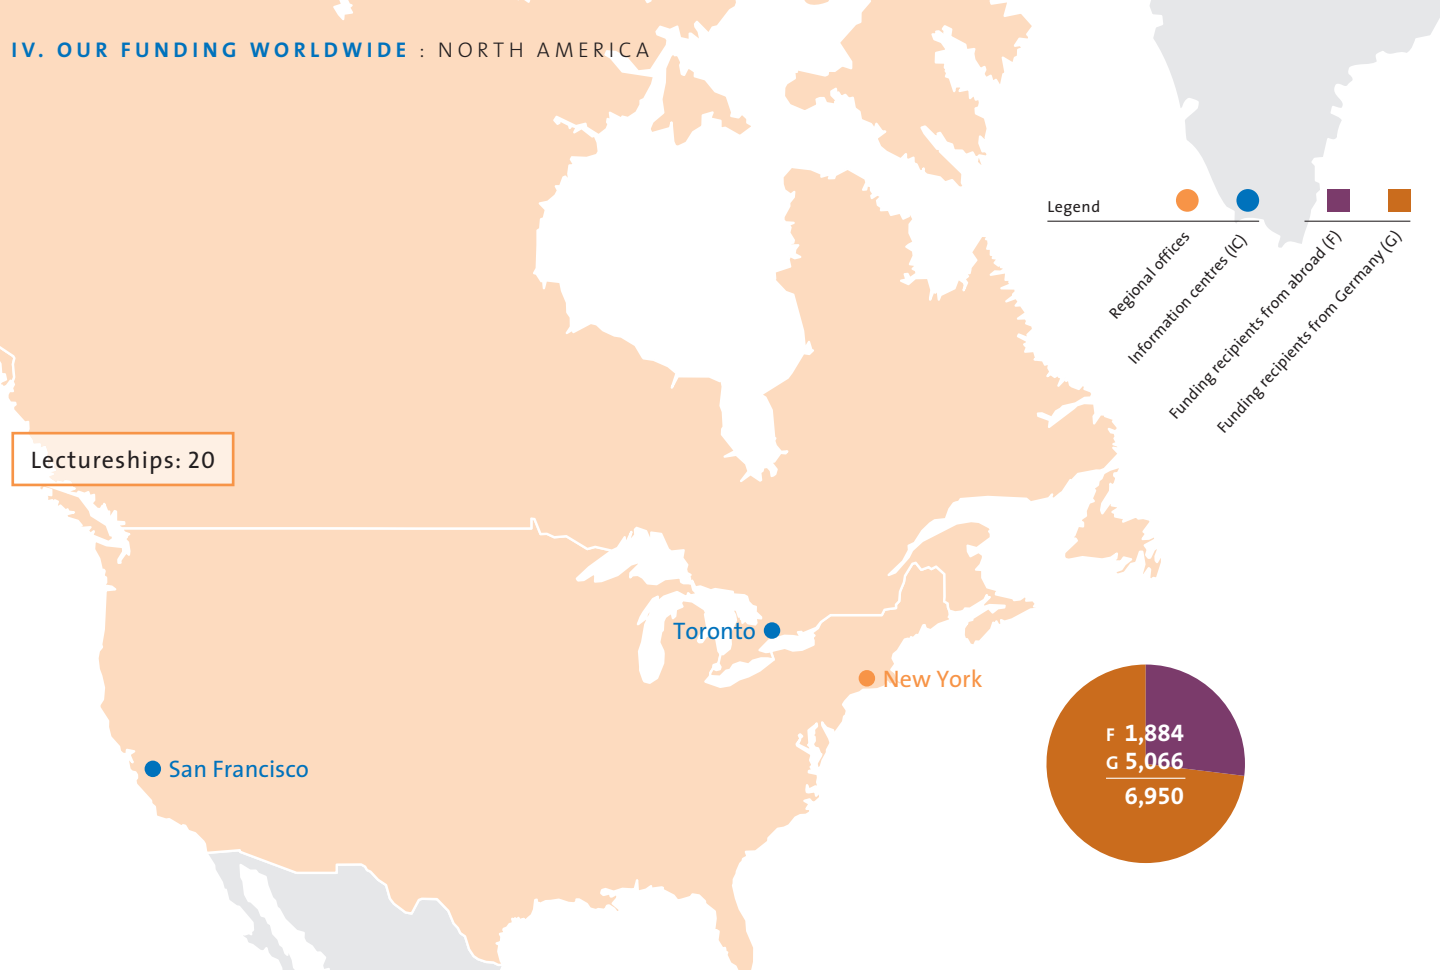 IV. OUR FUNDING WORLDWIDE : NORTH AMERICA
Legend
Regional offices
Information centres (IC)
Funding recipients from abroad (F)
Funding recipients from Germany (G)
Lectureships: 20
Toronto
New York
San Francisco
F 1,884
G 5,066
6,950